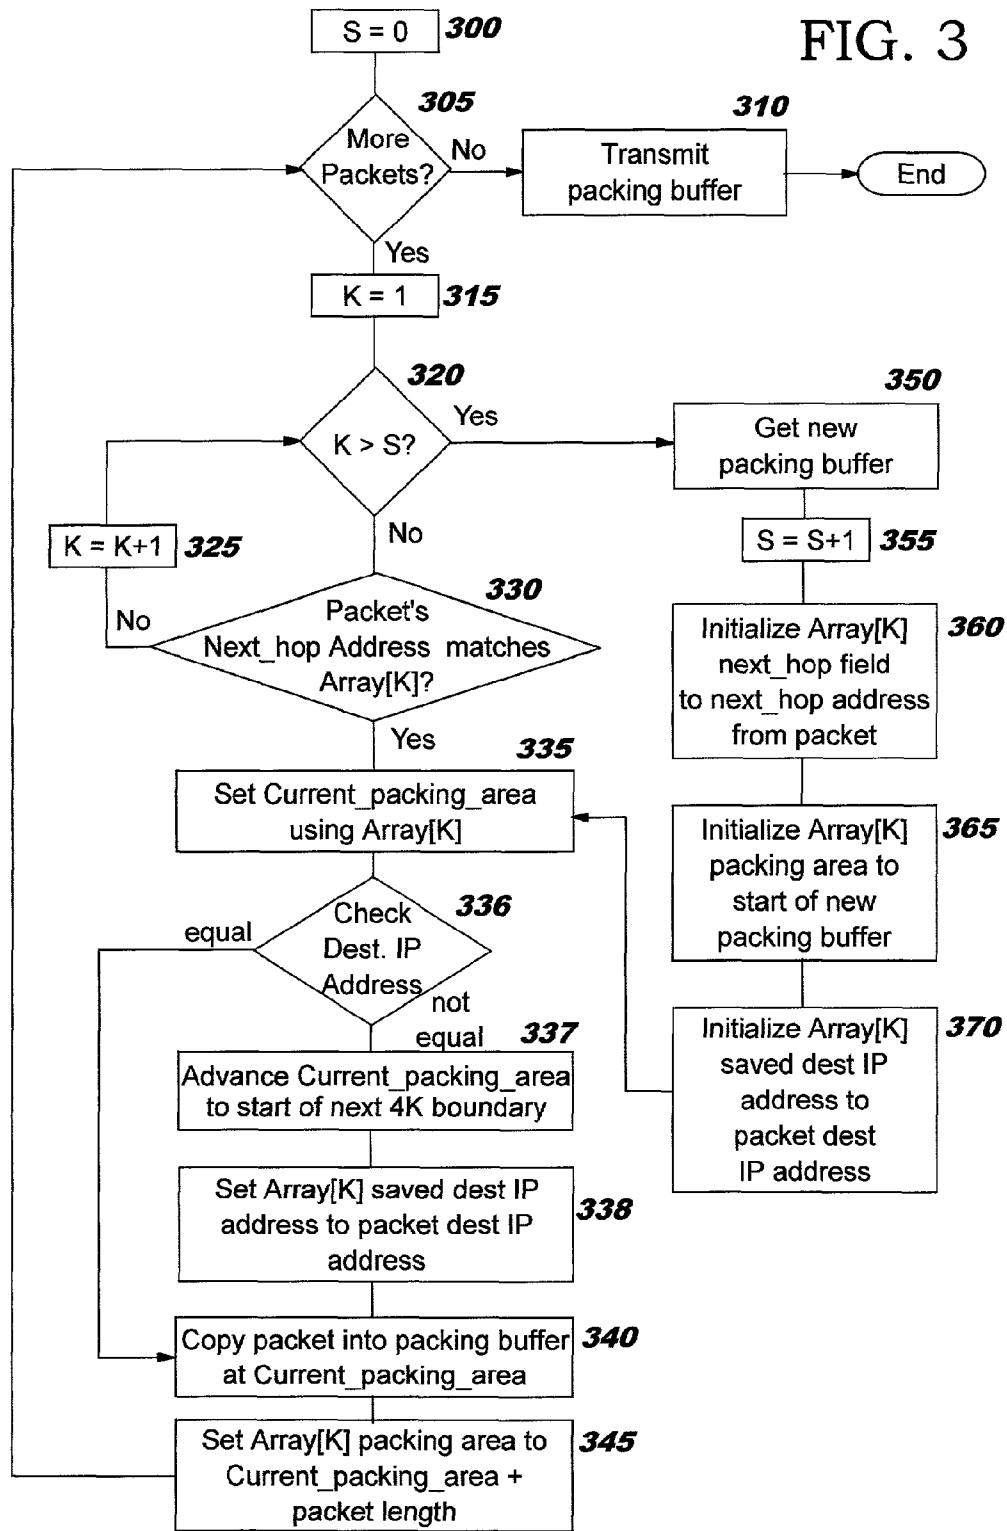 FIG. 3
S = 0
300
305
More
Packets?
No
310
Transmit
packing buffer
End
Yes
K = 1
315
320
K > S?
Yes
350
Get new
packing buffer
K = K+1
325
No
S = S+1
355
330
Packet's
Next_hop Address matches
Array[K]?
No
Yes
Initialize Array[K]
next_hop field
to next_hop address
from packet
360
335
Set Current_packing_area
using Array[K]
Initialize Array[K]
packing area to
start of new
packing buffer
365
336
Check
Dest. IP
Address
equal
not
equal
337
Advance Current_packing_area
to start of next 4K boundary
Initialize Array[K]
saved dest IP
address to
packet dest
IP address
370
Set Array[K] saved dest IP
address to packet dest IP
address
338
Copy packet into packing buffer
at Current_packing_area
340
Set Array[K] packing area to
Current_packing_area +
packet length
345